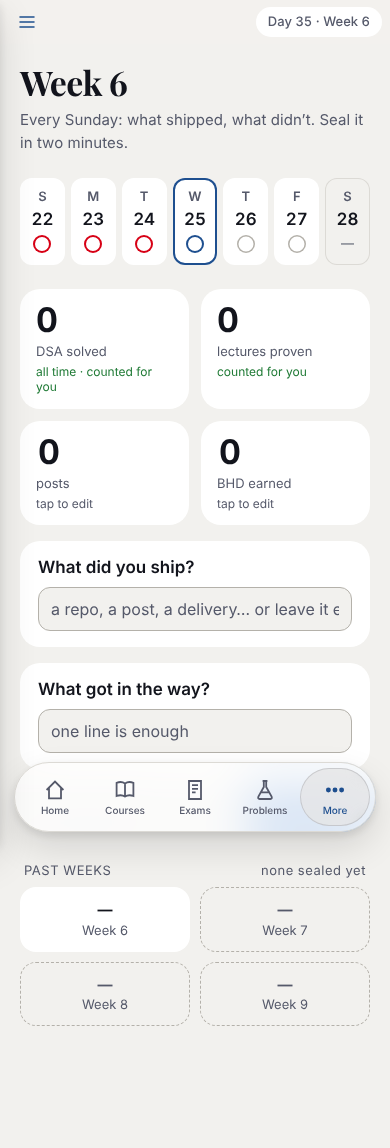 Day 35 · Week 6
Week 6
Every Sunday: what shipped, what didn't. Seal it
in two minutes.
S M T W T F S
22 23 24 25 26 27 28
—
0
DSA solved
all time · counted for
you
0
lectures proven
counted for you
0
posts
tap to edit
0
BHD earned
tap to edit
What did you ship?
a repo, a post, a delivery... or leave it e
What got in the way?
one line is enough
Home Courses Exams Problems More
PAST WEEKS none sealed yet
—
Week 6
—
Week 7
—
Week 8
—
Week 9